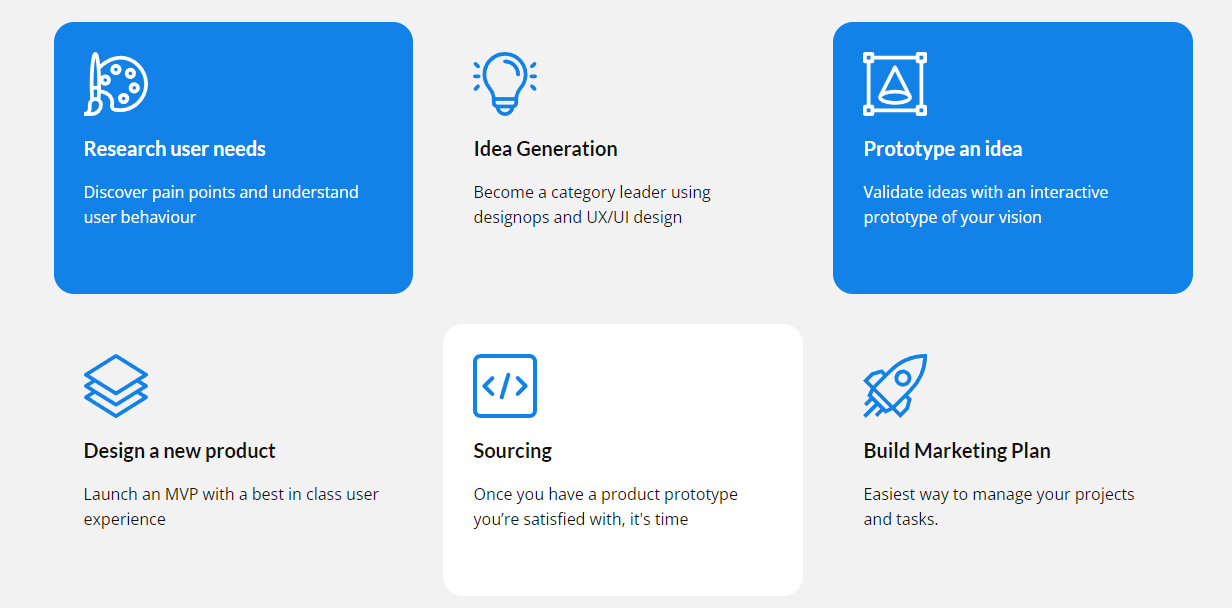 Research user needs
Discover pain points and understand
user behaviour
Idea Generation
Become a category leader using
designops and UX/UI design
Prototype an idea
Validate ideas with an interactive
prototype of your vision
Design a new product
Launch an MVP with a best in class user
experience
Sourcing
Once you have a product prototype
you’re satisfied with, it's time
Build Marketing Plan
Easiest way to manage your projects
and tasks.